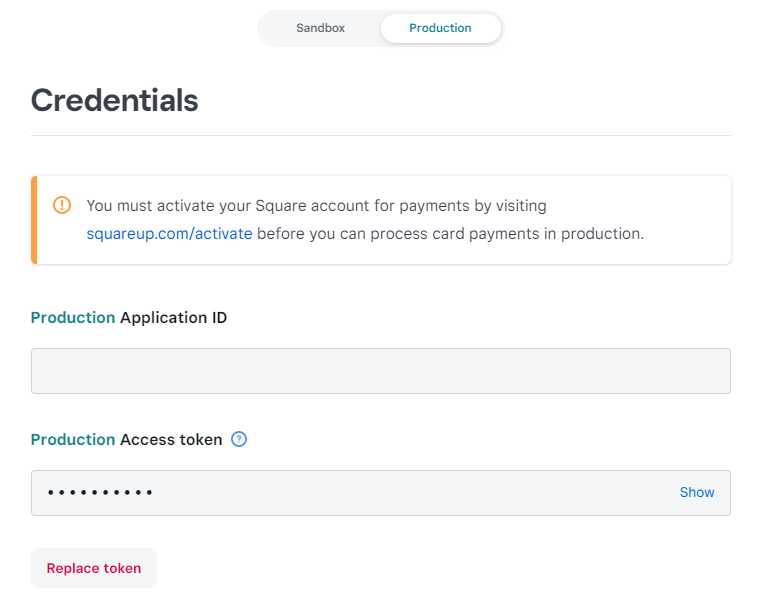 Sandbox
Production
Credentials
You must activate your Square account for payments by visiting
squareup.com/activate before you can process card payments in production.
Production Application ID
Production Access token ?
••••••••••
Show
Replace token